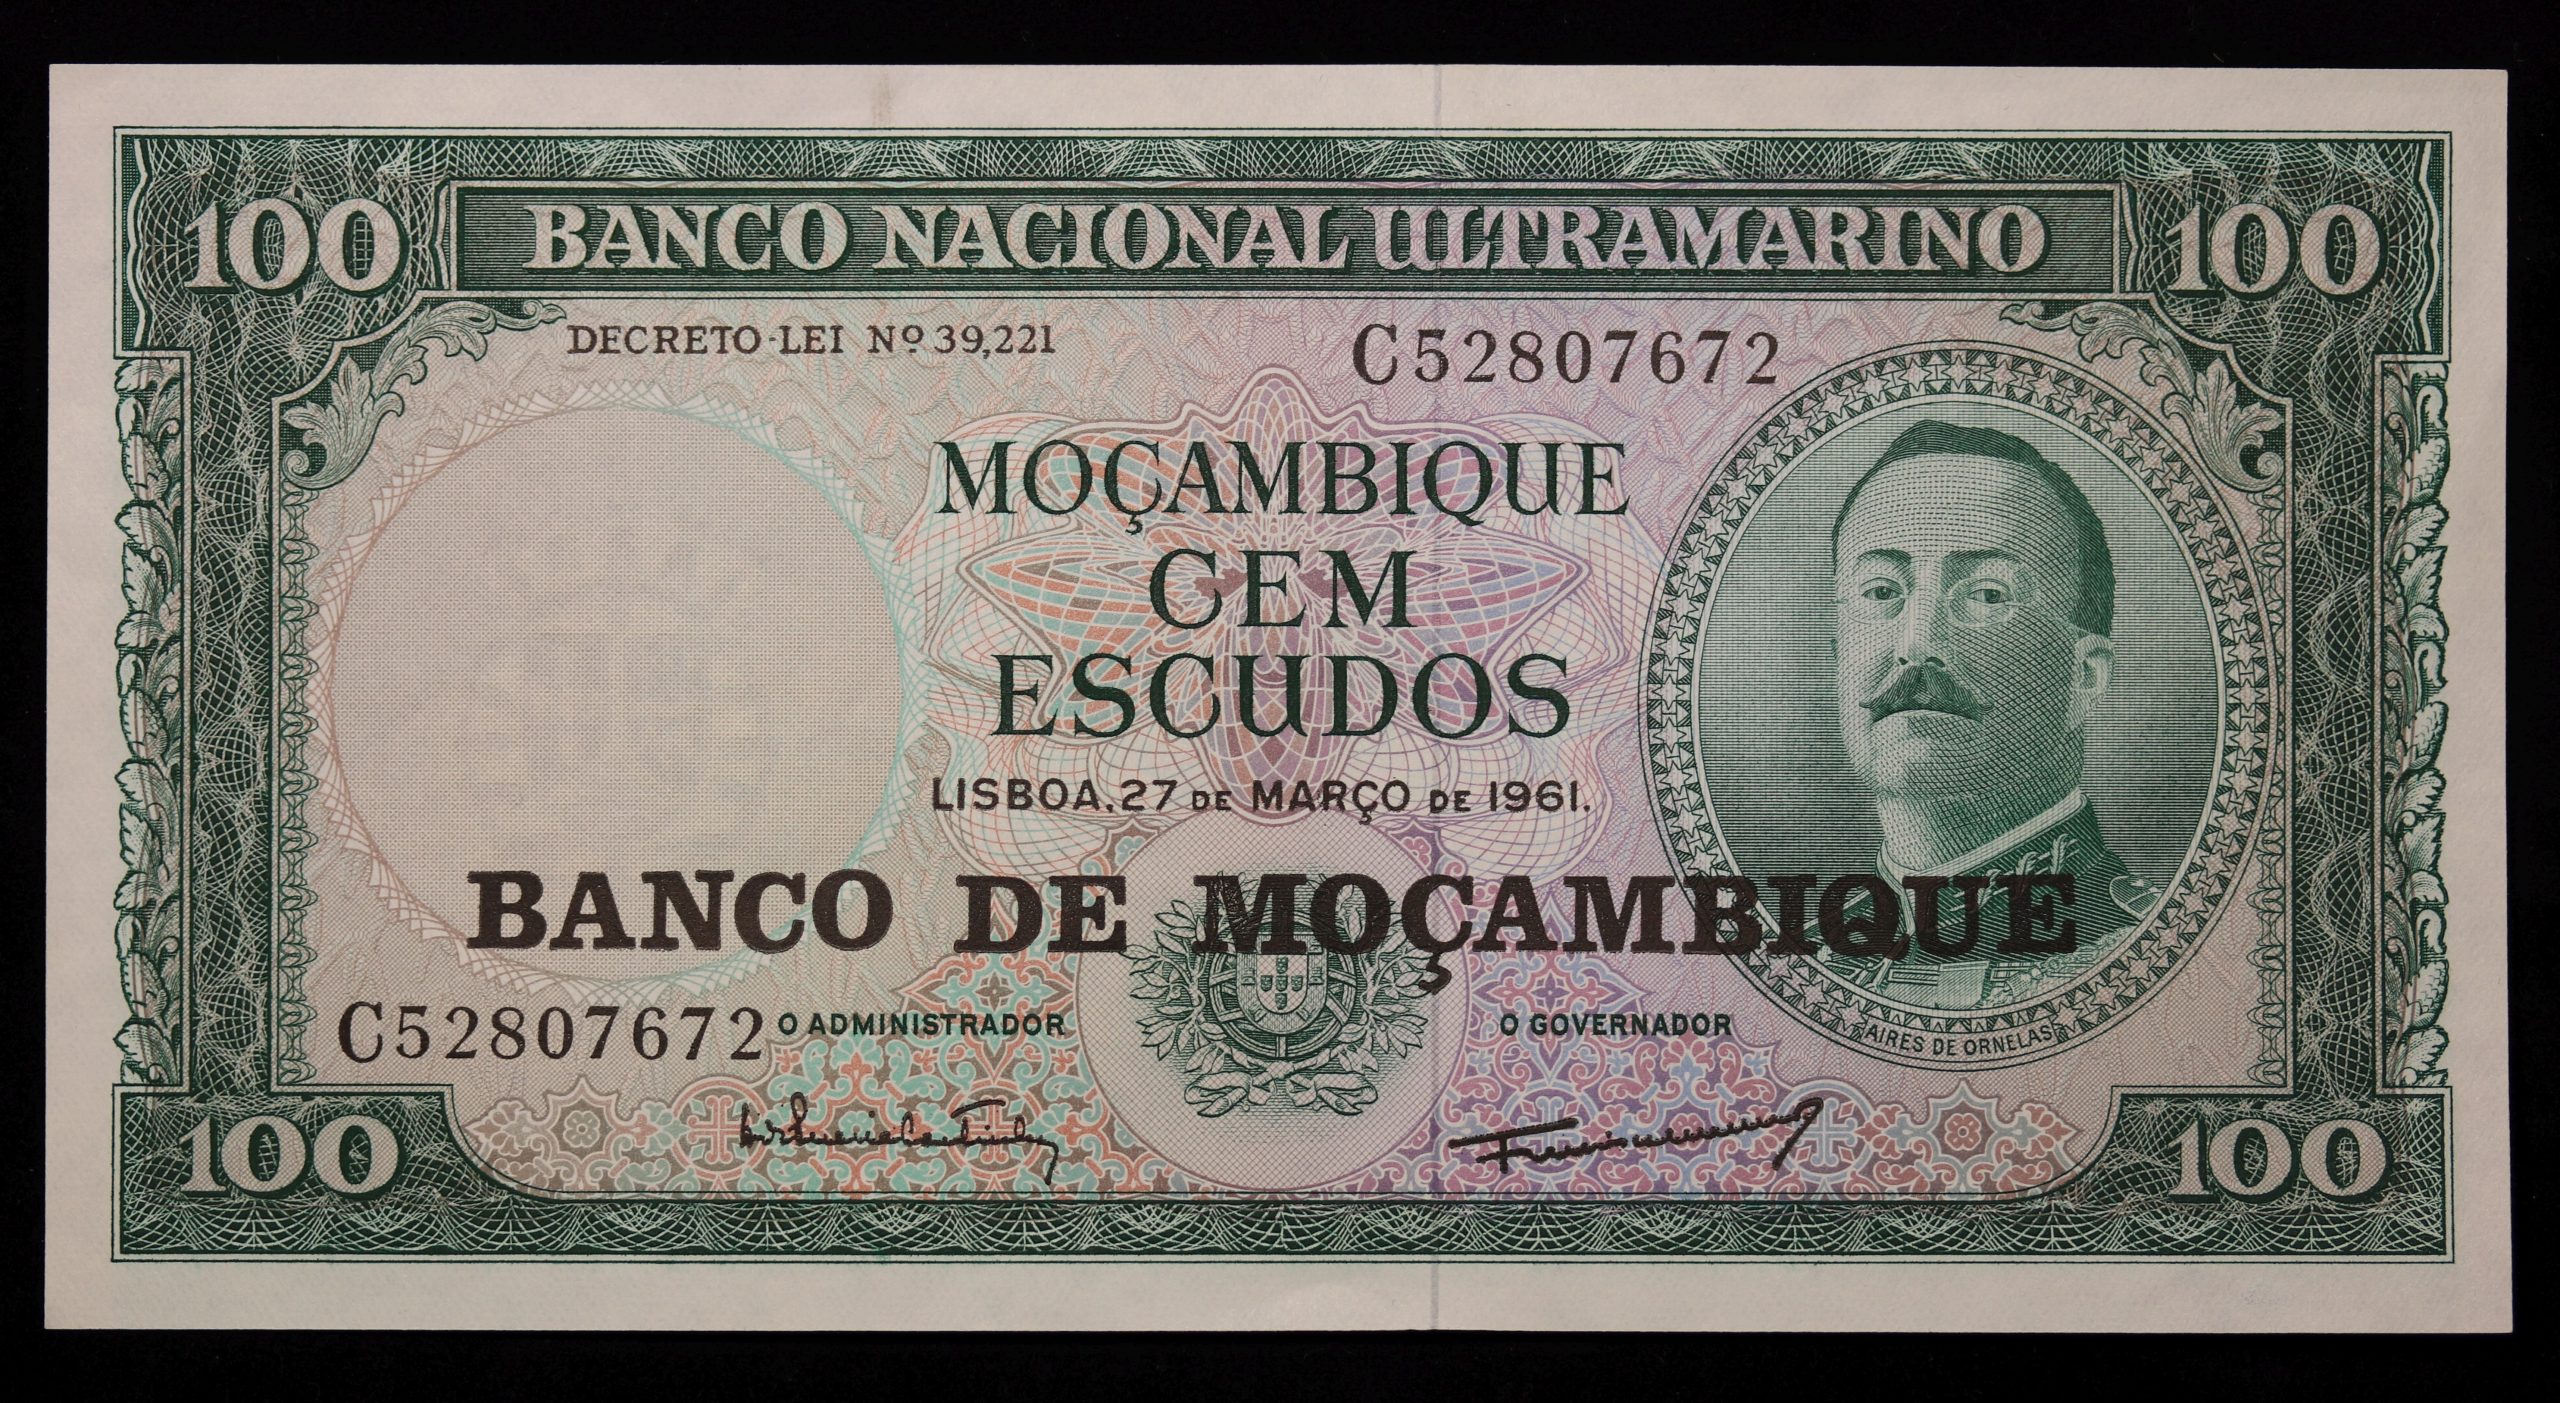 100 BANCO NACIONAL ULTRAMARINO 100
DECRETO-LEI Nº 39,221 C52807672
MOÇAMBIQUE
CEM
ESCUDOS
LISBOA, 27 DE MARÇO DE 1961.
BANCO DE MOÇAMBIQUE
C52807672 O ADMINISTRADOR O GOVERNADOR
AIRES DE ORNELAS
100 100